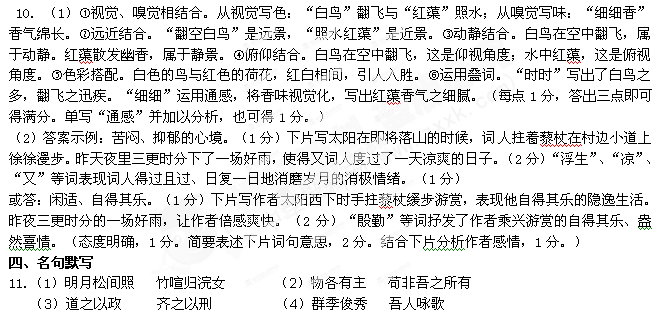 10. （1）①视觉、嗅觉相结合。从视觉写色：“白鸟”翻飞与“红蕖”照水；从嗅觉写味：“细细香”
香气绵长。②远近结合。“翻空白鸟”是远景，“照水红蕖”是近景。③动静结合。白鸟在空中翻飞，属
于动静。红蕖散发幽香，属于静景。④俯仰结合。白鸟在空中翻飞，这是仰视角度；水中红蕖，这是俯视
角度。⑤色彩搭配。白色的鸟与红色的荷花，红白相间，引人入胜。⑥运用叠词。“时时”写出了白鸟之
多，翻飞之迅疾。“细细”运用通感，将香味视觉化，写出红蕖香气之细腻。（每点1分，答出三点即可
得满分。单写“通感”并加以分析，也可得1分。）
（2）答案示例：苦闷、抑郁的心境。（1分）下片写太阳在即将落山的时候，词人拄着藜杖在村边小道上
徐徐漫步。昨天夜里三更时分下了一场好雨，使得又词人度过了一天凉爽的日子。（2分）“浮生”、“凉”、
“又”等词表现词人得过且过、日复一日地消磨岁月的消极情绪。（1分）
或答：闲适、自得其乐。（1分）下片写作者太阳西下时手拄藜杖缓步游赏，表现他自得其乐的隐逸生活。
昨夜三更时分的一场好雨，让作者倍感爽快。（2分）“殷勤”等词抒发了作者乘兴游赏的自得其乐、盎
然喜情。（态度明确，1分。简要表述下片词句意思，2分。结合下片分析作者感情，1分。）
四、名句默写
11.（1）明月松间照 竹喧归浣女 （2）物各有主 苟非吾之所有
（3）道之以政 齐之以刑 （4）群季俊秀 吾人咏歌